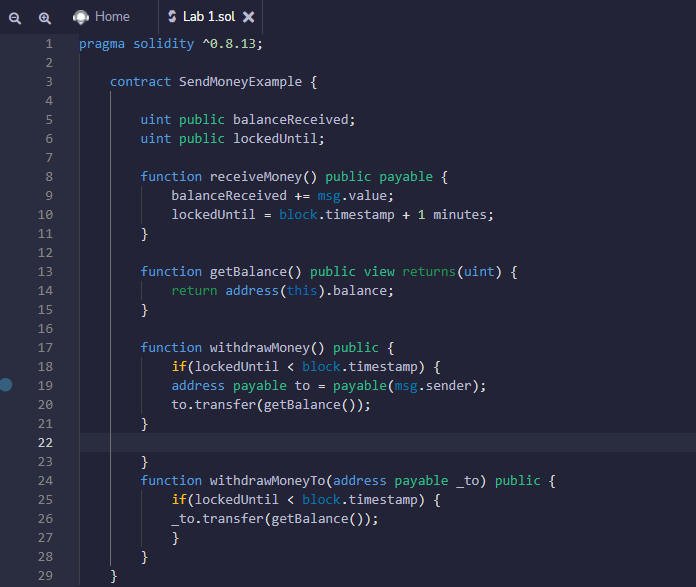 Home
Lab 1.sol
1 pragma solidity ^0.8.13;
2
3 contract SendMoneyExample {
4
5 uint public balanceReceived;
6 uint public lockedUntil;
7
8 function receiveMoney() public payable {
9 balanceReceived += msg.value;
10 lockedUntil = block.timestamp + 1 minutes;
11 }
12
13 function getBalance() public view returns(uint) {
14 return address(this).balance;
15 }
16
17 function withdrawMoney() public {
18 if(lockedUntil < block.timestamp) {
19 address payable to = payable(msg.sender);
20 to.transfer(getBalance());
21 }
22
23 }
24 function withdrawMoneyTo(address payable _to) public {
25 if(lockedUntil < block.timestamp) {
26 _to.transfer(getBalance());
27 }
28 }
29 }